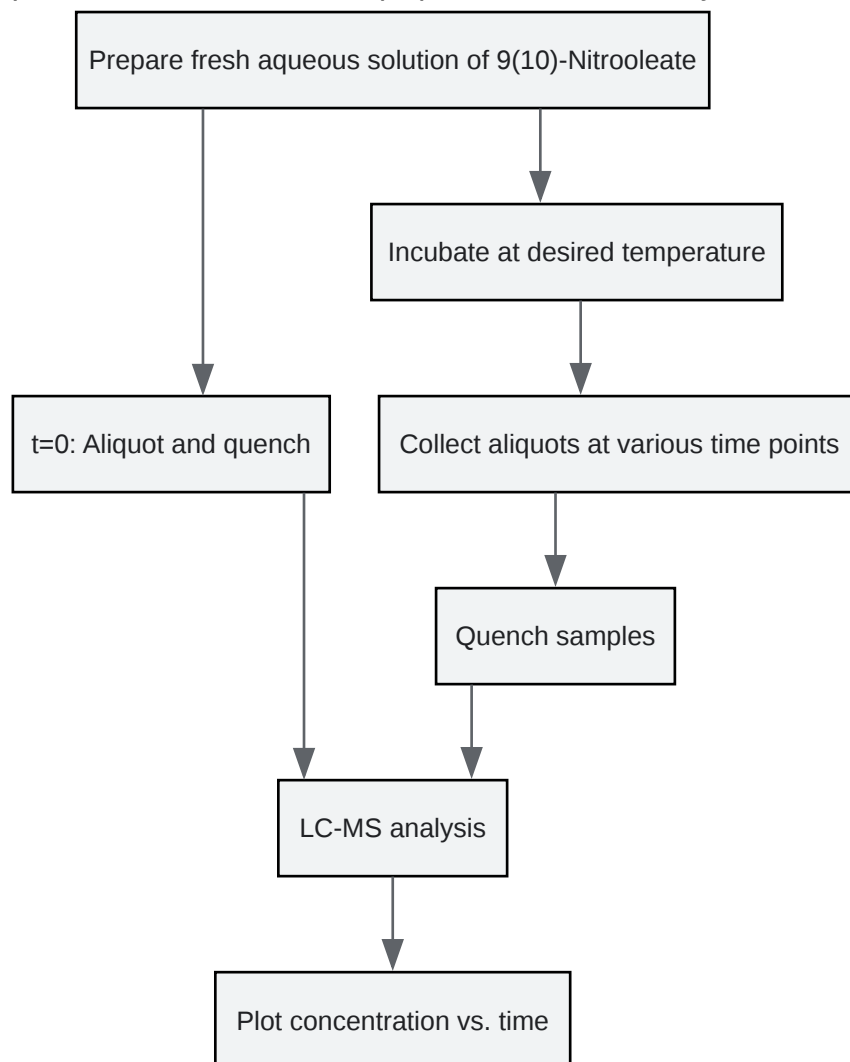 Prepare fresh aqueous solution of 9(10)-Nitrooleate
Incubate at desired temperature
t=0: Aliquot and quench
Collect aliquots at various time points
Quench samples
LC-MS analysis
Plot concentration vs. time